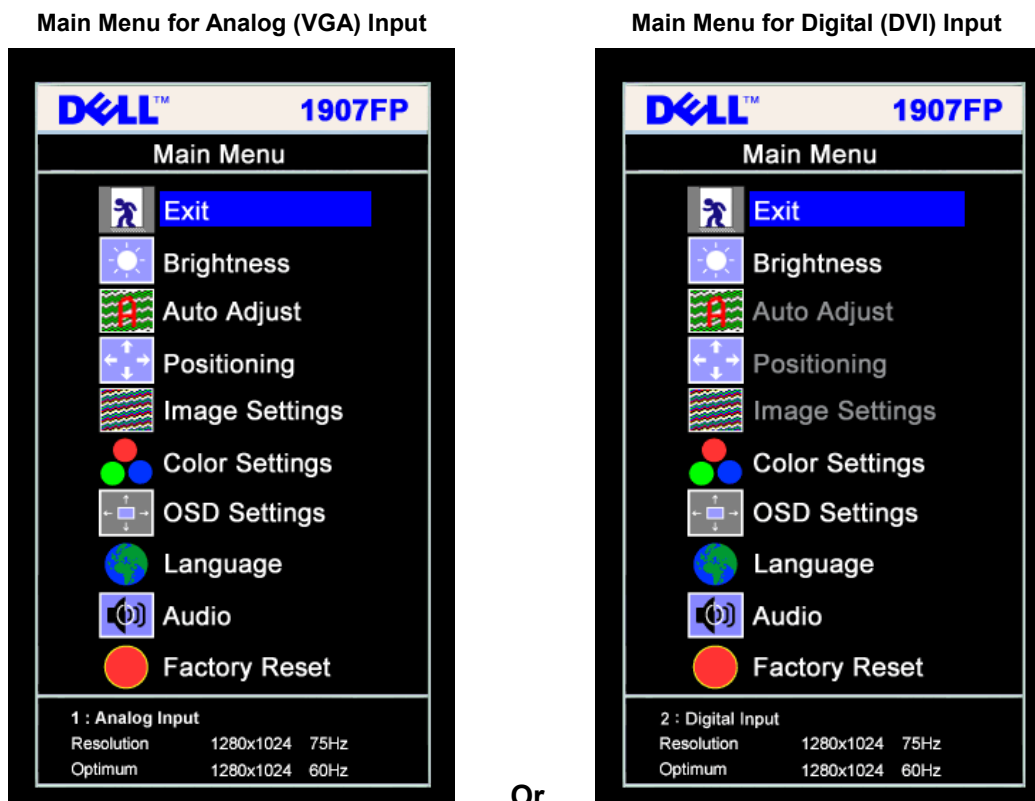 Main Menu for Analog (VGA) Input
DELL™ 1907FP
Main Menu
Exit
Brightness
Auto Adjust
Positioning
Image Settings
Color Settings
OSD Settings
Language
Audio
Factory Reset
1 : Analog Input
Resolution 1280x1024 75Hz
Optimum 1280x1024 60Hz
Or
Main Menu for Digital (DVI) Input
DELL™ 1907FP
Main Menu
Exit
Brightness
Auto Adjust
Positioning
Image Settings
Color Settings
OSD Settings
Language
Audio
Factory Reset
2 : Digital Input
Resolution 1280x1024 75Hz
Optimum 1280x1024 60Hz